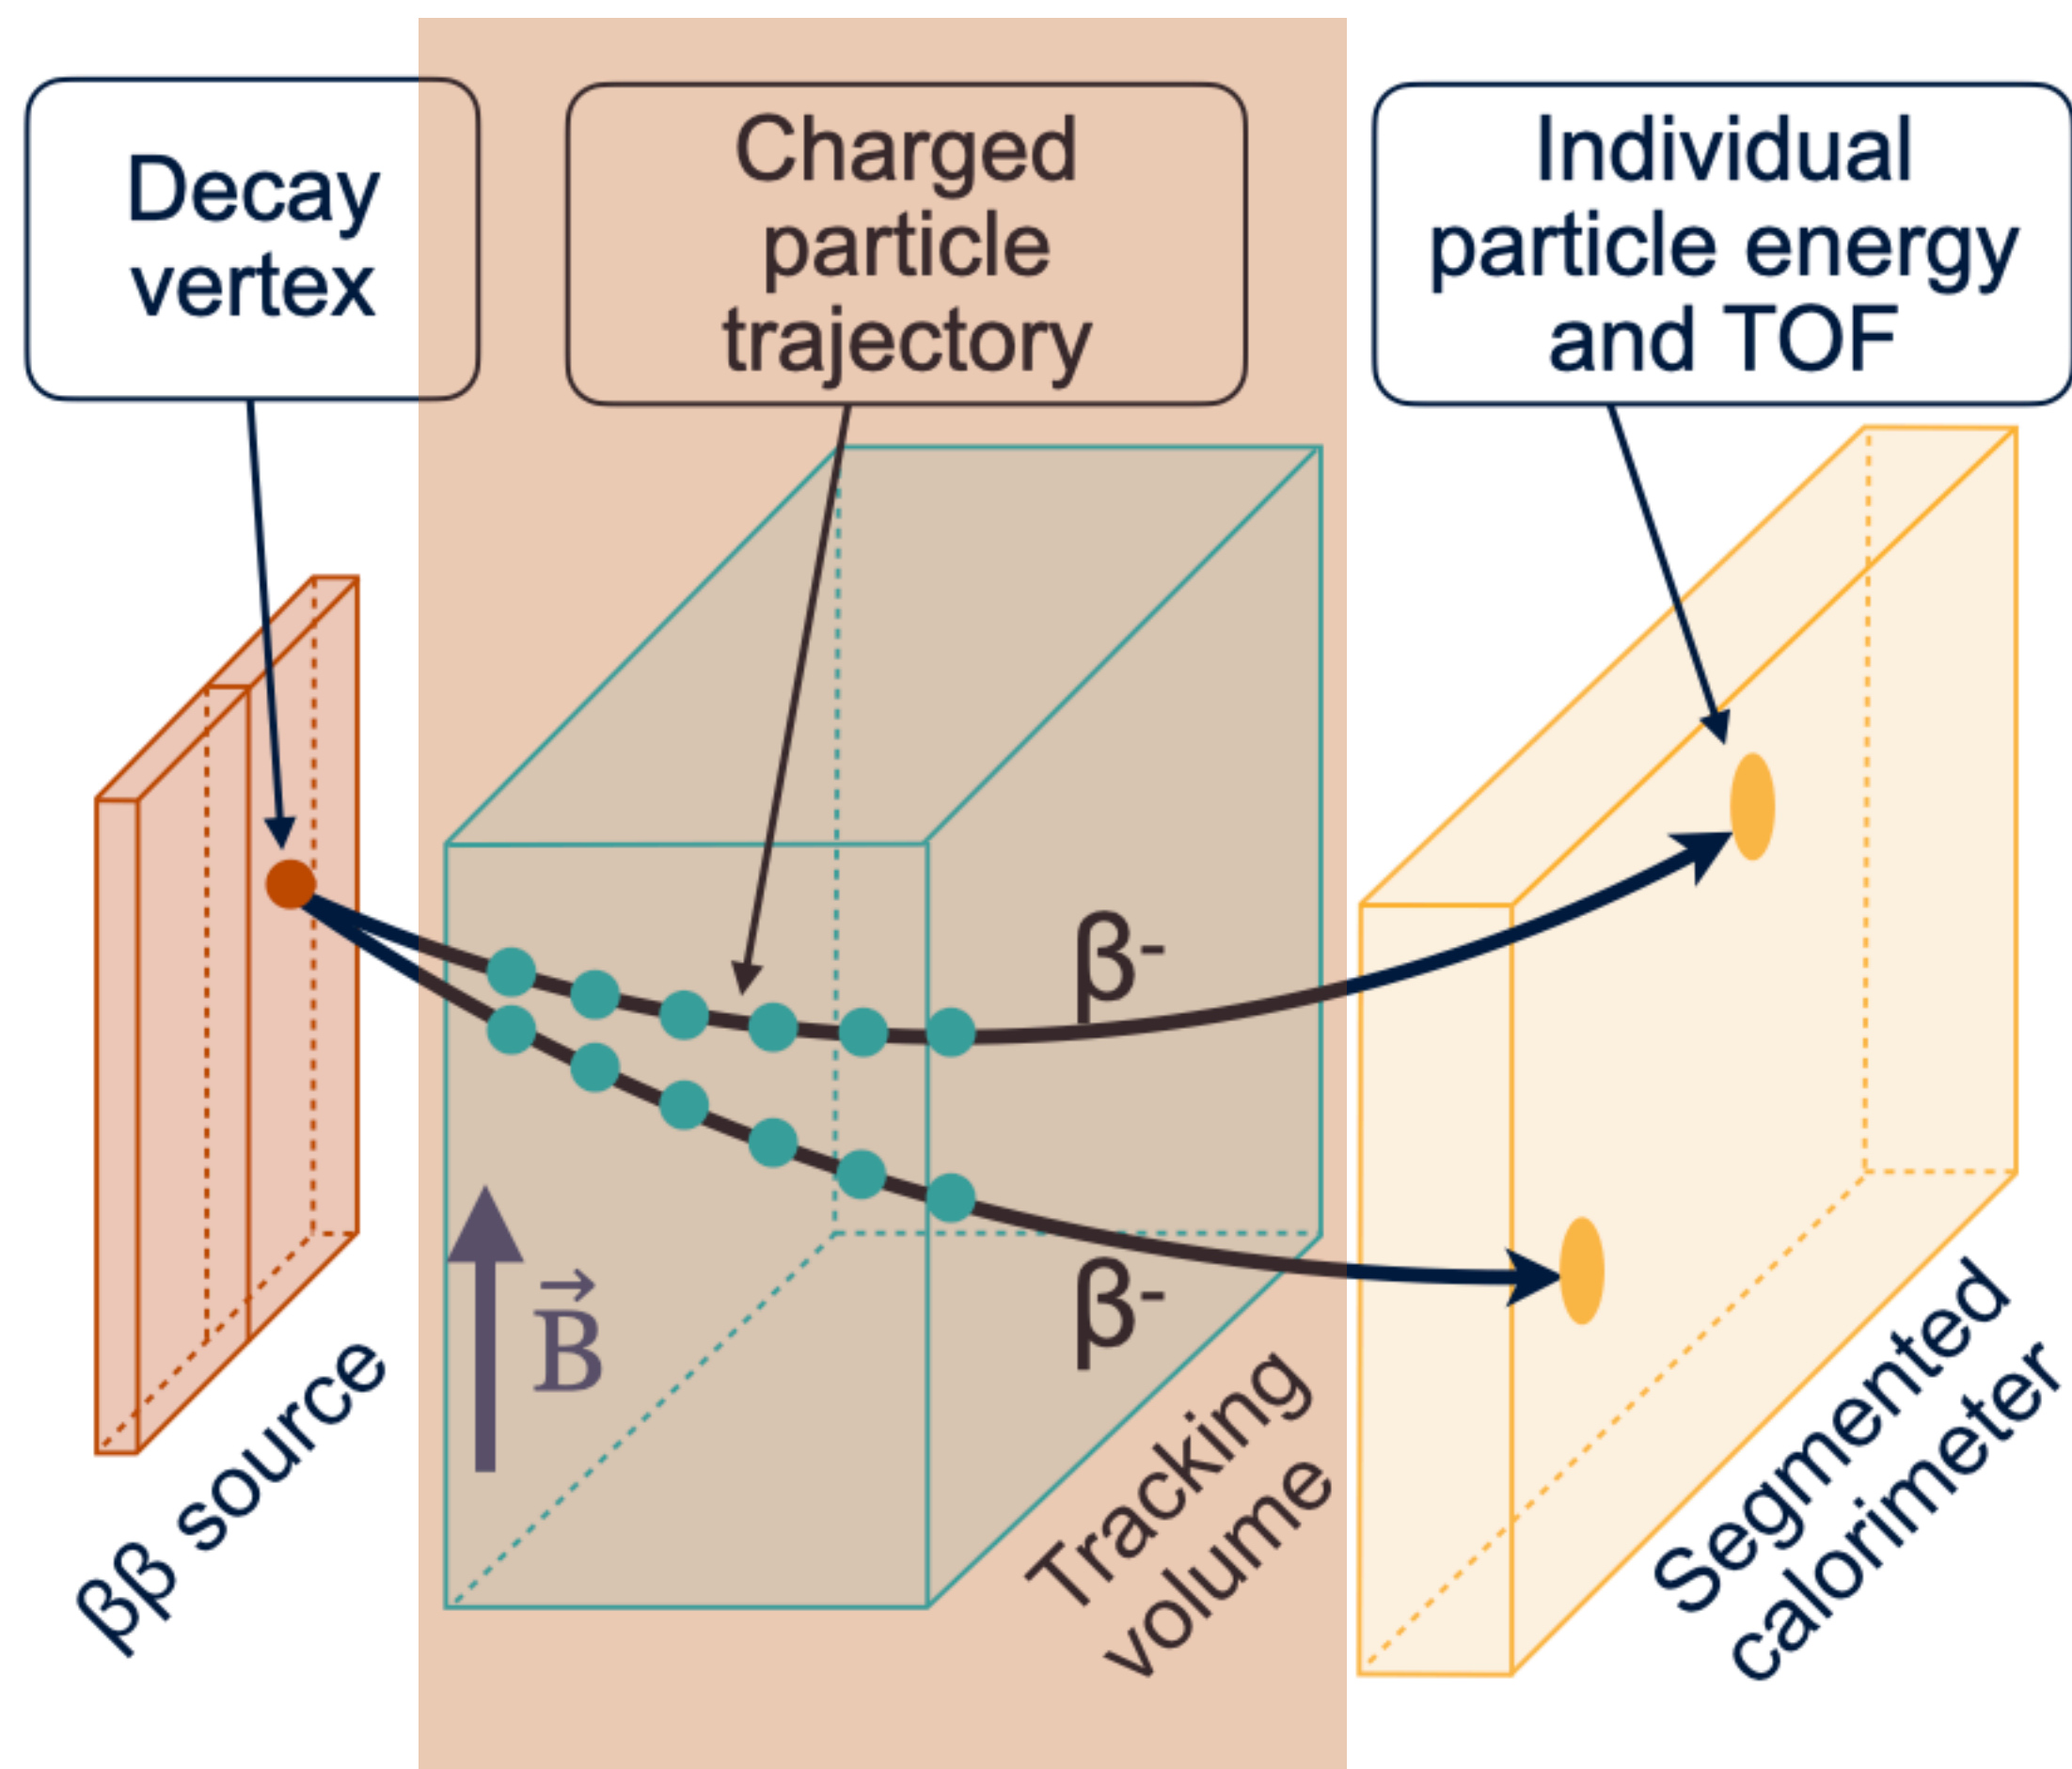 Decay
vertex
Charged
particle
trajectory
Individual
particle energy
and TOF
β-
β-
B⃗
ββ source
Tracking
volume
Segmented
calorimeter